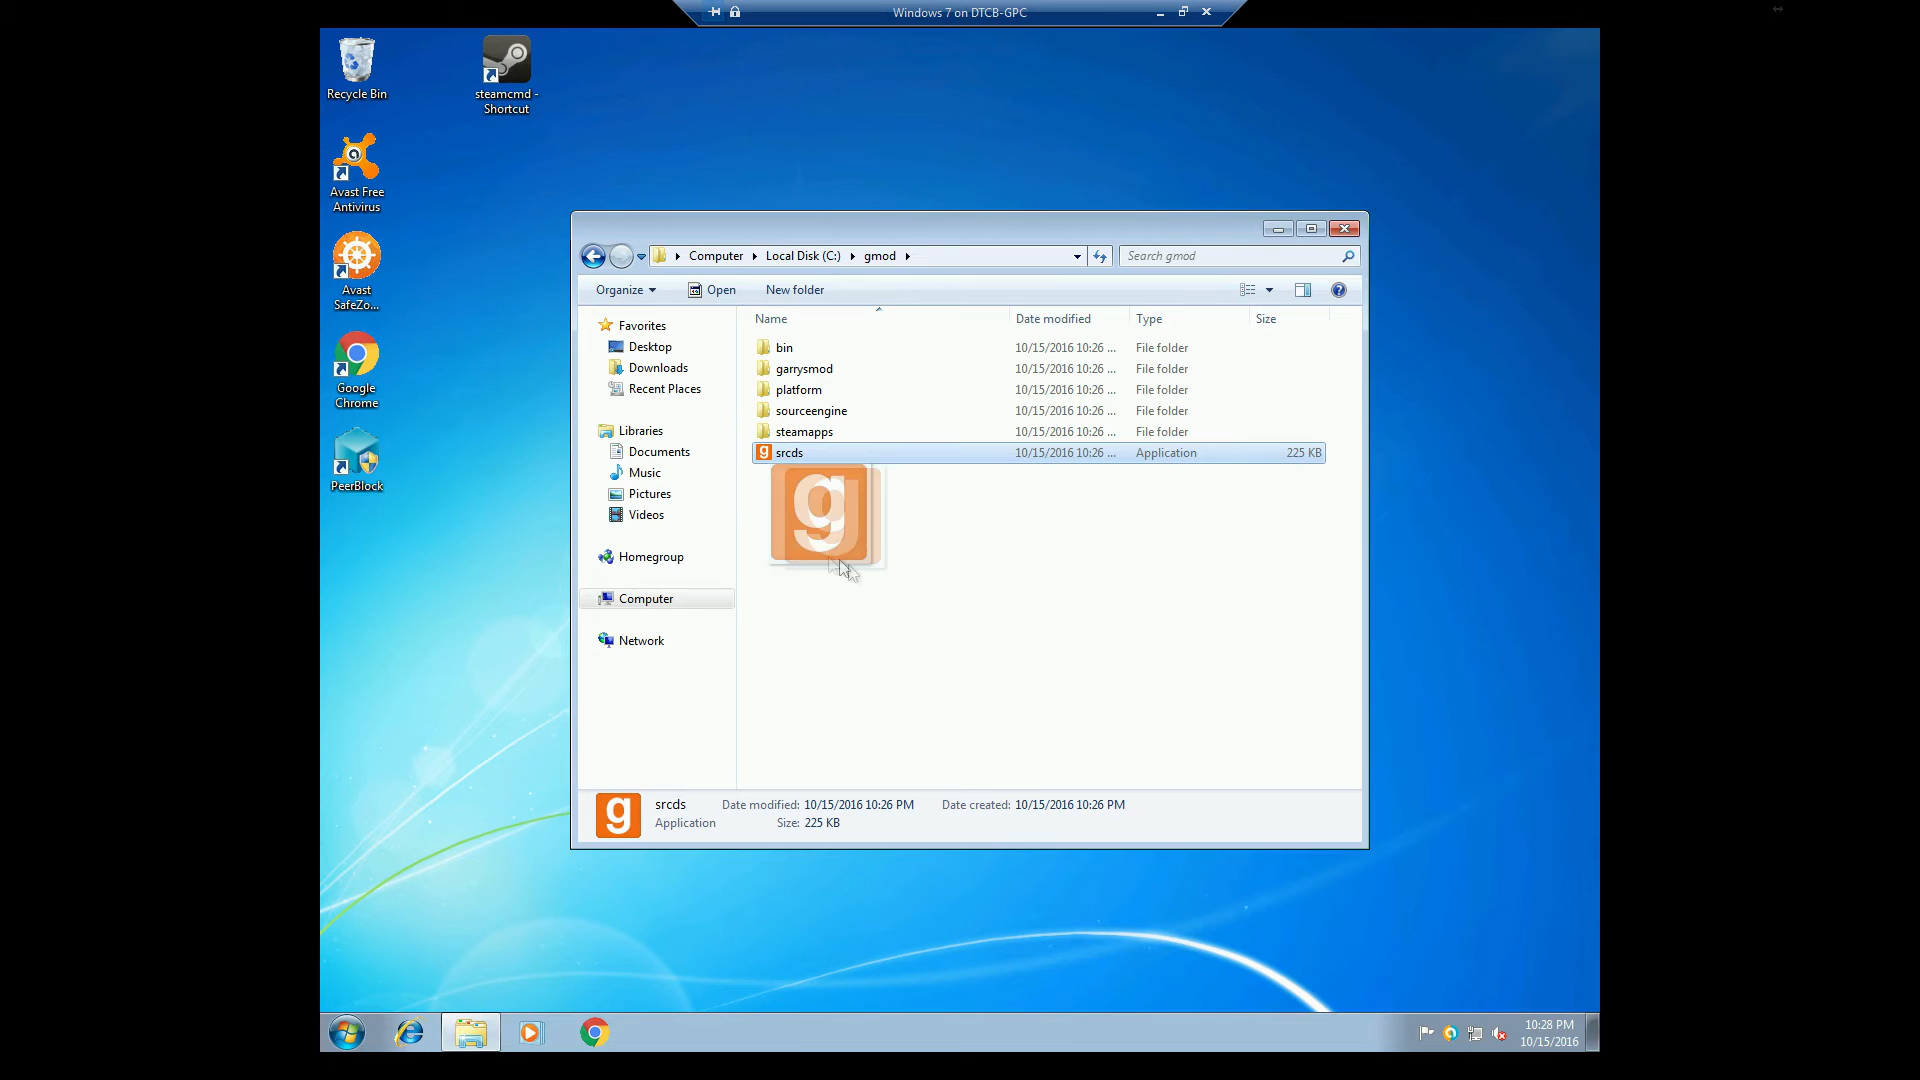 Windows 7 on DTCB-GPC
Recycle Bin
steamcmd -
Shortcut
Avast Free
Antivirus
Avast
SafeZo...
Google
Chrome
PeerBlock
Computer
Local Disk (C:)
gmod
Search gmod
Organize
Open
New folder
Favorites
Desktop
Downloads
Recent Places
Libraries
Documents
Music
Pictures
Videos
Homegroup
Computer
Network
Name Date modified Type Size
bin 10/15/2016 10:26 ... File folder
garrysmod 10/15/2016 10:26 ... File folder
platform 10/15/2016 10:26 ... File folder
sourceengine 10/15/2016 10:26 ... File folder
steamapps 10/15/2016 10:26 ... File folder
g srcds 10/15/2016 10:26 ... Application 225 KB
g
g
srcds Date modified: 10/15/2016 10:26 PM Date created: 10/15/2016 10:26 PM
Application Size: 225 KB
10:28 PM
10/15/2016